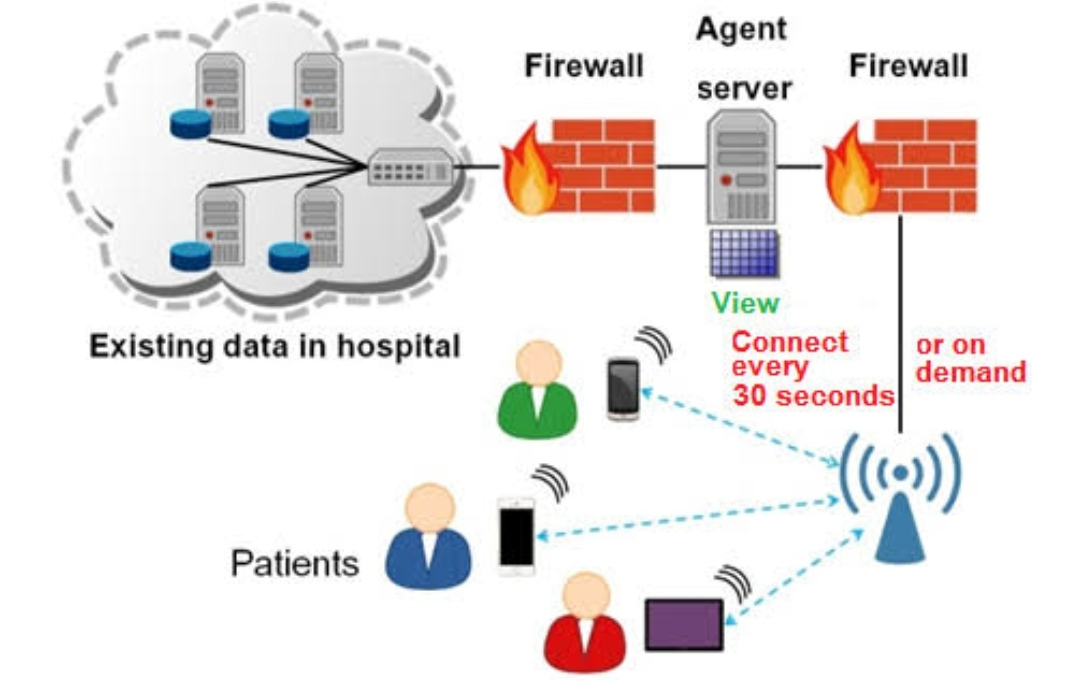 Agent
server
Firewall
Firewall
View
Existing data in hospital
Connect
every
30 seconds
or on
demand
Patients